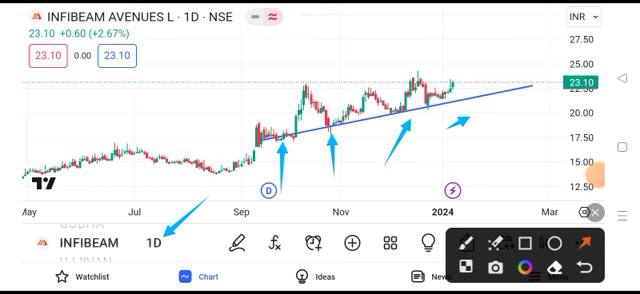 INFIBEAM AVENUES L · 1D · NSE
INR
23.10 +0.60 (+2.67%)
23.10 0.00 23.10
27.50
25.00
23.10
22.50
20.00
17.50
15.00
12.50
D
May Jul Sep Nov 2024 Mar
INFIBEAM 1D
Watchlist Chart Ideas News